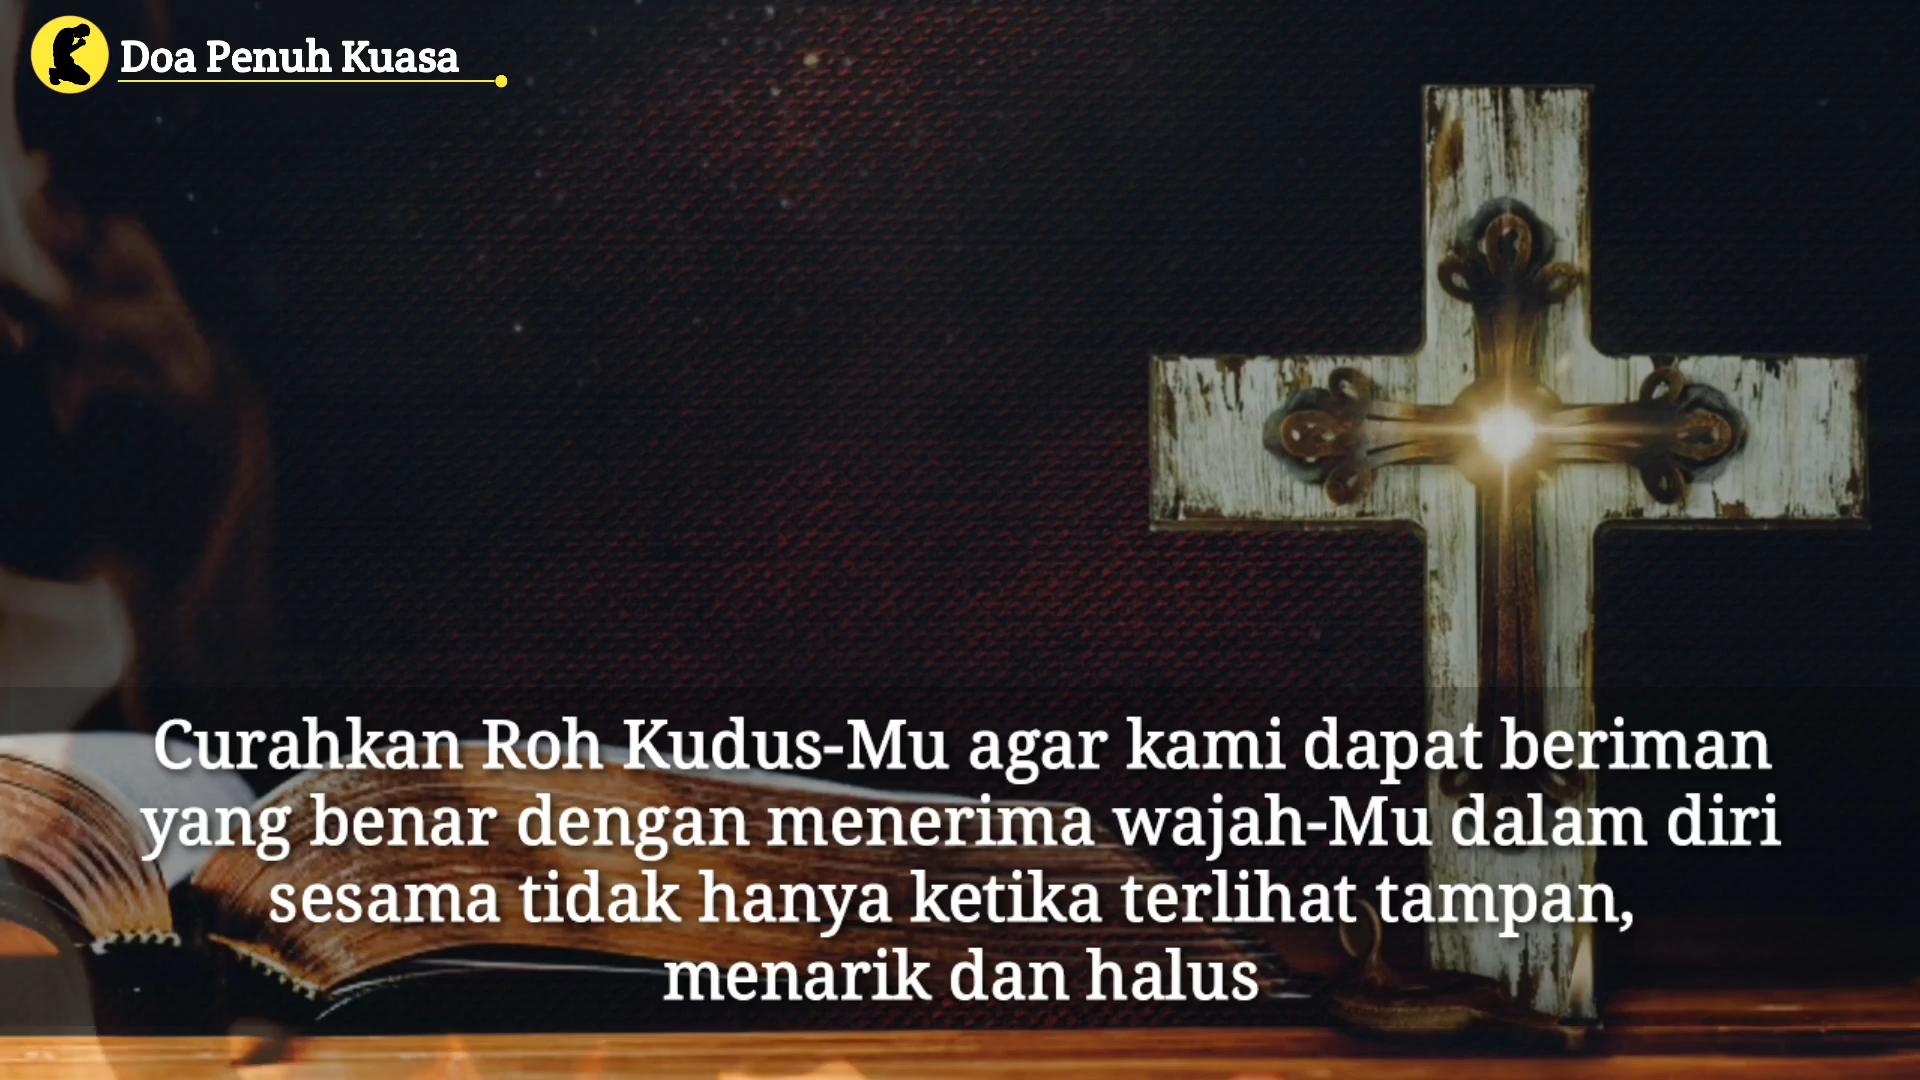 Doa Penuh Kuasa
Curahkan Roh Kudus-Mu agar kami dapat beriman
yang benar dengan menerima wajah-Mu dalam diri
sesama tidak hanya ketika terlihat tampan,
menarik dan halus